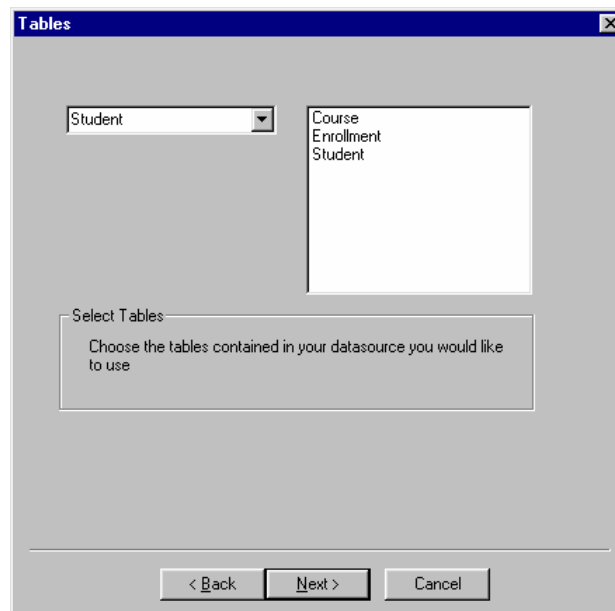 Tables
Student
Course
Enrollment
Student
Select Tables
Choose the tables contained in your datasource you would like
to use
< Back
Next >
Cancel